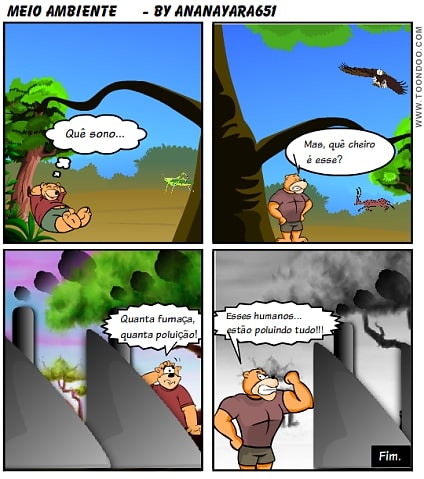 MEIO AMBIENTE - BY ANANAYARA651
Quê sono...
Mas, quê cheiro
è esse?
Quanta fumaça,
quanta poluição!
Esses humanos...
estão poluindo tudo!!!
Fim.
WWW.TOONDOO.COM